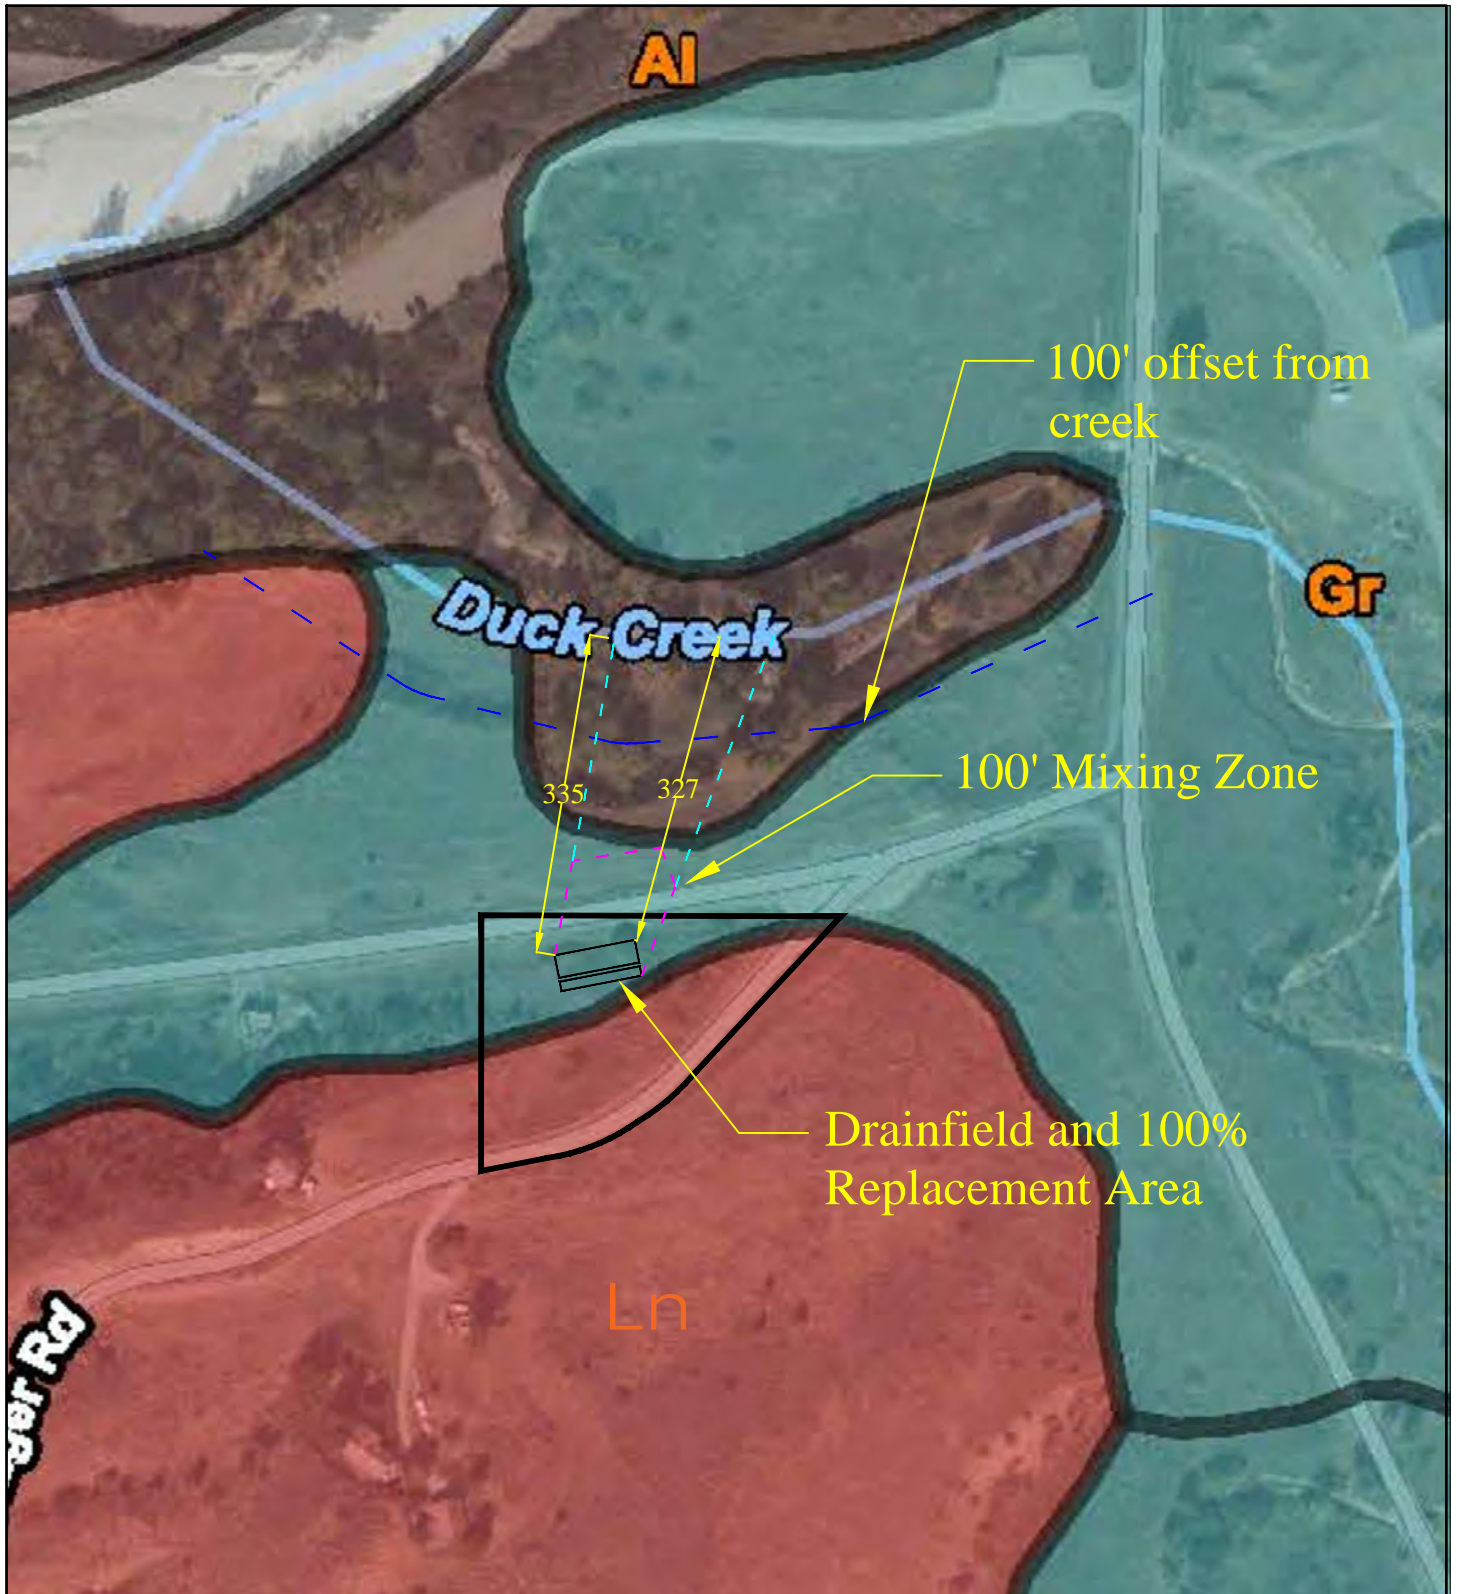 Al
100' offset from
creek
Gr
Duck Creek
335
327
100' Mixing Zone
Drainfield and 100%
Replacement Area
Ln
ger Rd